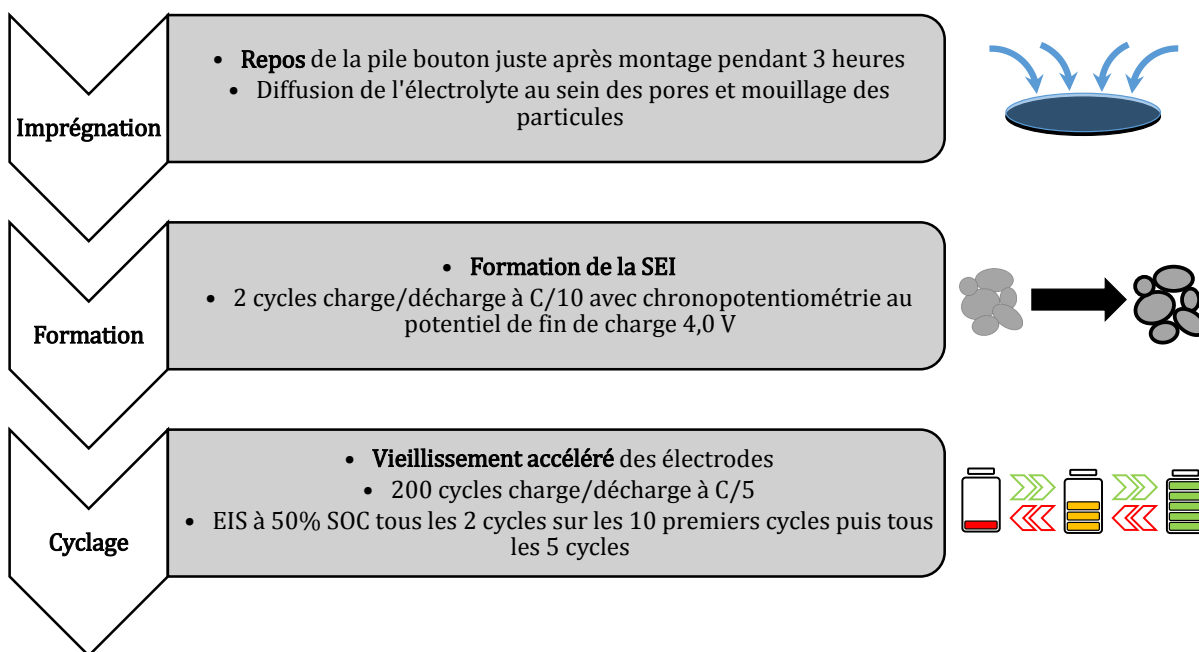 Imprégnation
• Repos de la pile bouton juste après montage pendant 3 heures
• Diffusion de l'électrolyte au sein des pores et mouillage des
particules
Formation
• Formation de la SEI
• 2 cycles charge/décharge à C/10 avec chronopotentiométrie au
potentiel de fin de charge 4,0 V
Cyclage
• Vieillissement accéléré des électrodes
• 200 cycles charge/décharge à C/5
• EIS à 50% SOC tous les 2 cycles sur les 10 premiers cycles puis tous
les 5 cycles